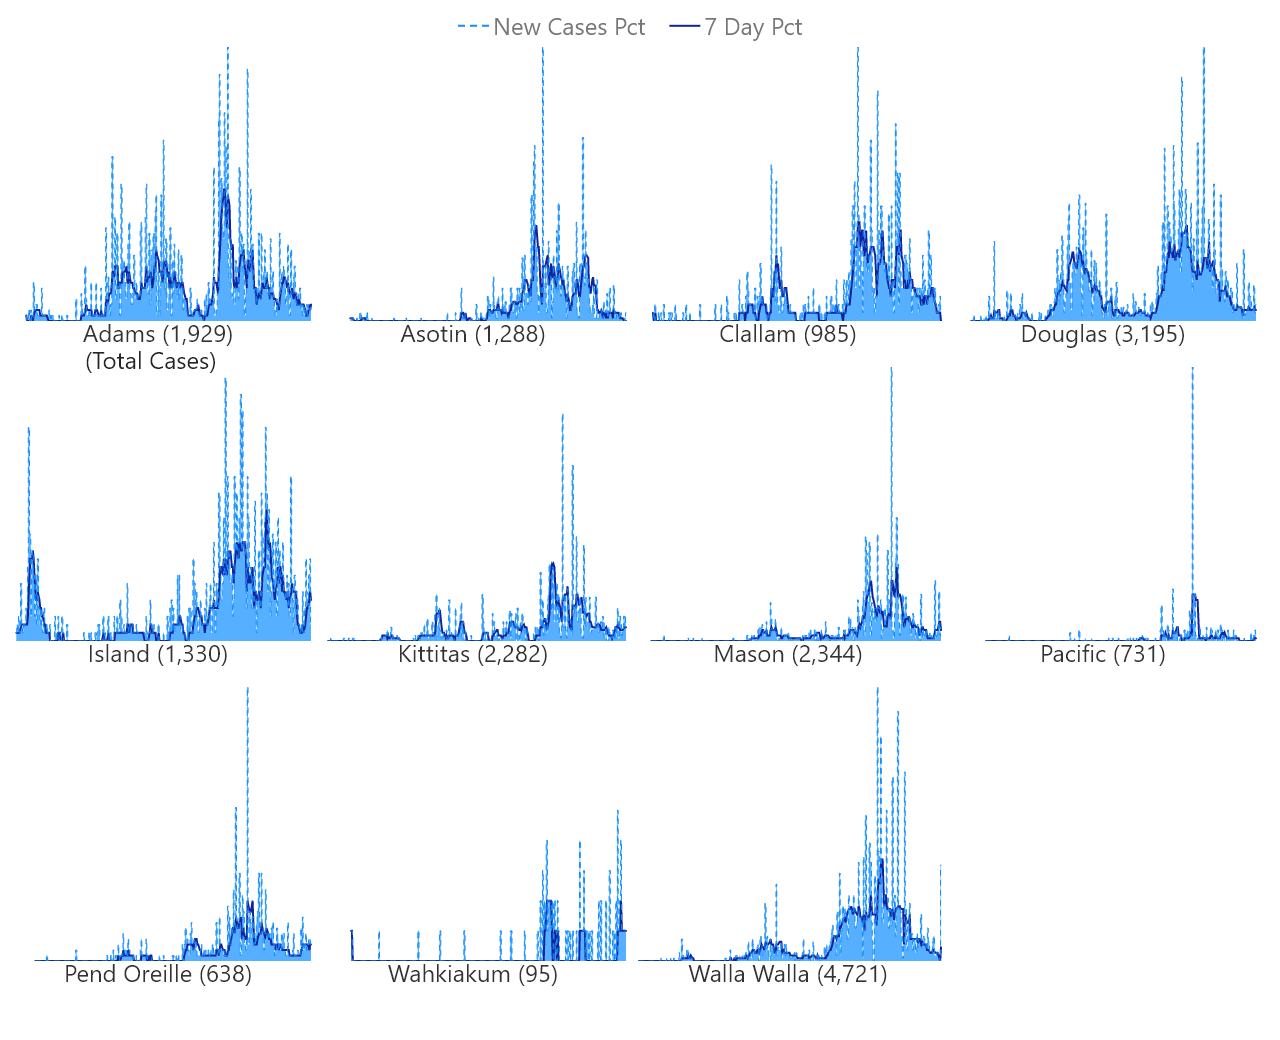 New Cases Pct 7 Day Pct
Adams (1,929) Asotin (1,288) Clallam (985) Douglas (3,195)
(Total Cases)
Island (1,330) Kittitas (2,282) Mason (2,344) Pacific (731)
Pend Oreille (638) Wahkiakum (95) Walla Walla (4,721)